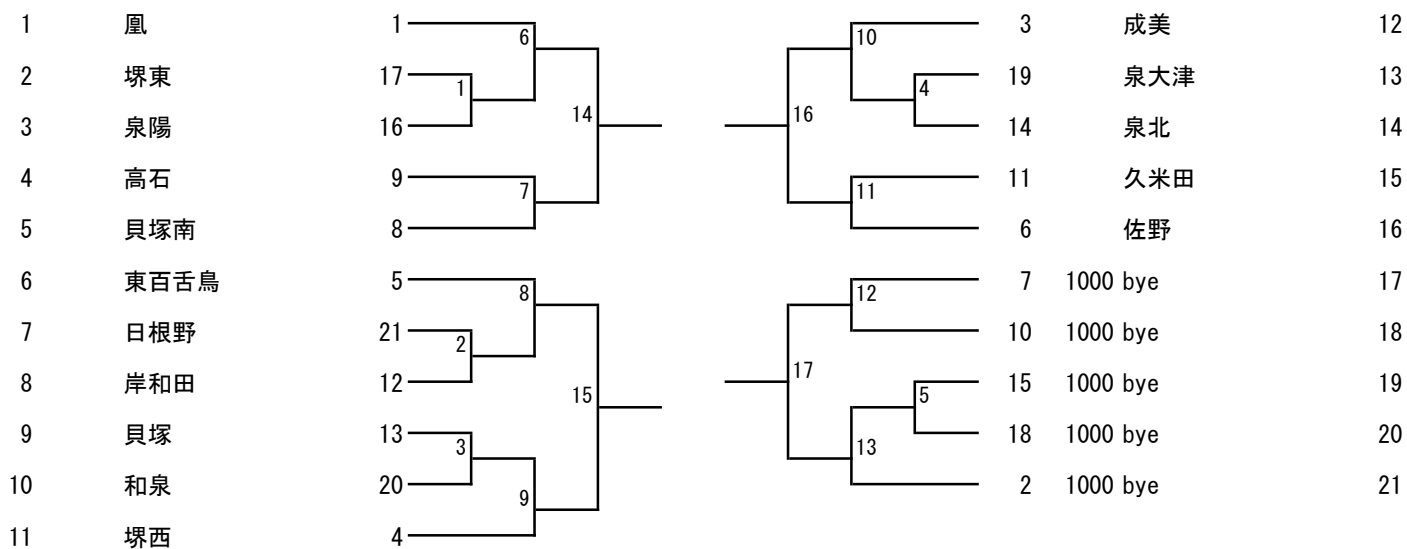 1 凰 1 6 10 3 成美 12
2 堺東 17 1 4 19 泉大津 13
3 泉陽 16 14 16 14 泉北 14
4 高石 9 7 11 11 久米田 15
5 貝塚南 8 6 佐野 16
6 東百舌鳥 5 8 12 7 1000 bye 17
7 日根野 21 2 10 1000 bye 18
8 岸和田 12 15 17 5 15 1000 bye 19
9 貝塚 13 3 13 18 1000 bye 20
10 和泉 20 9 2 1000 bye 21
11 堺西 4